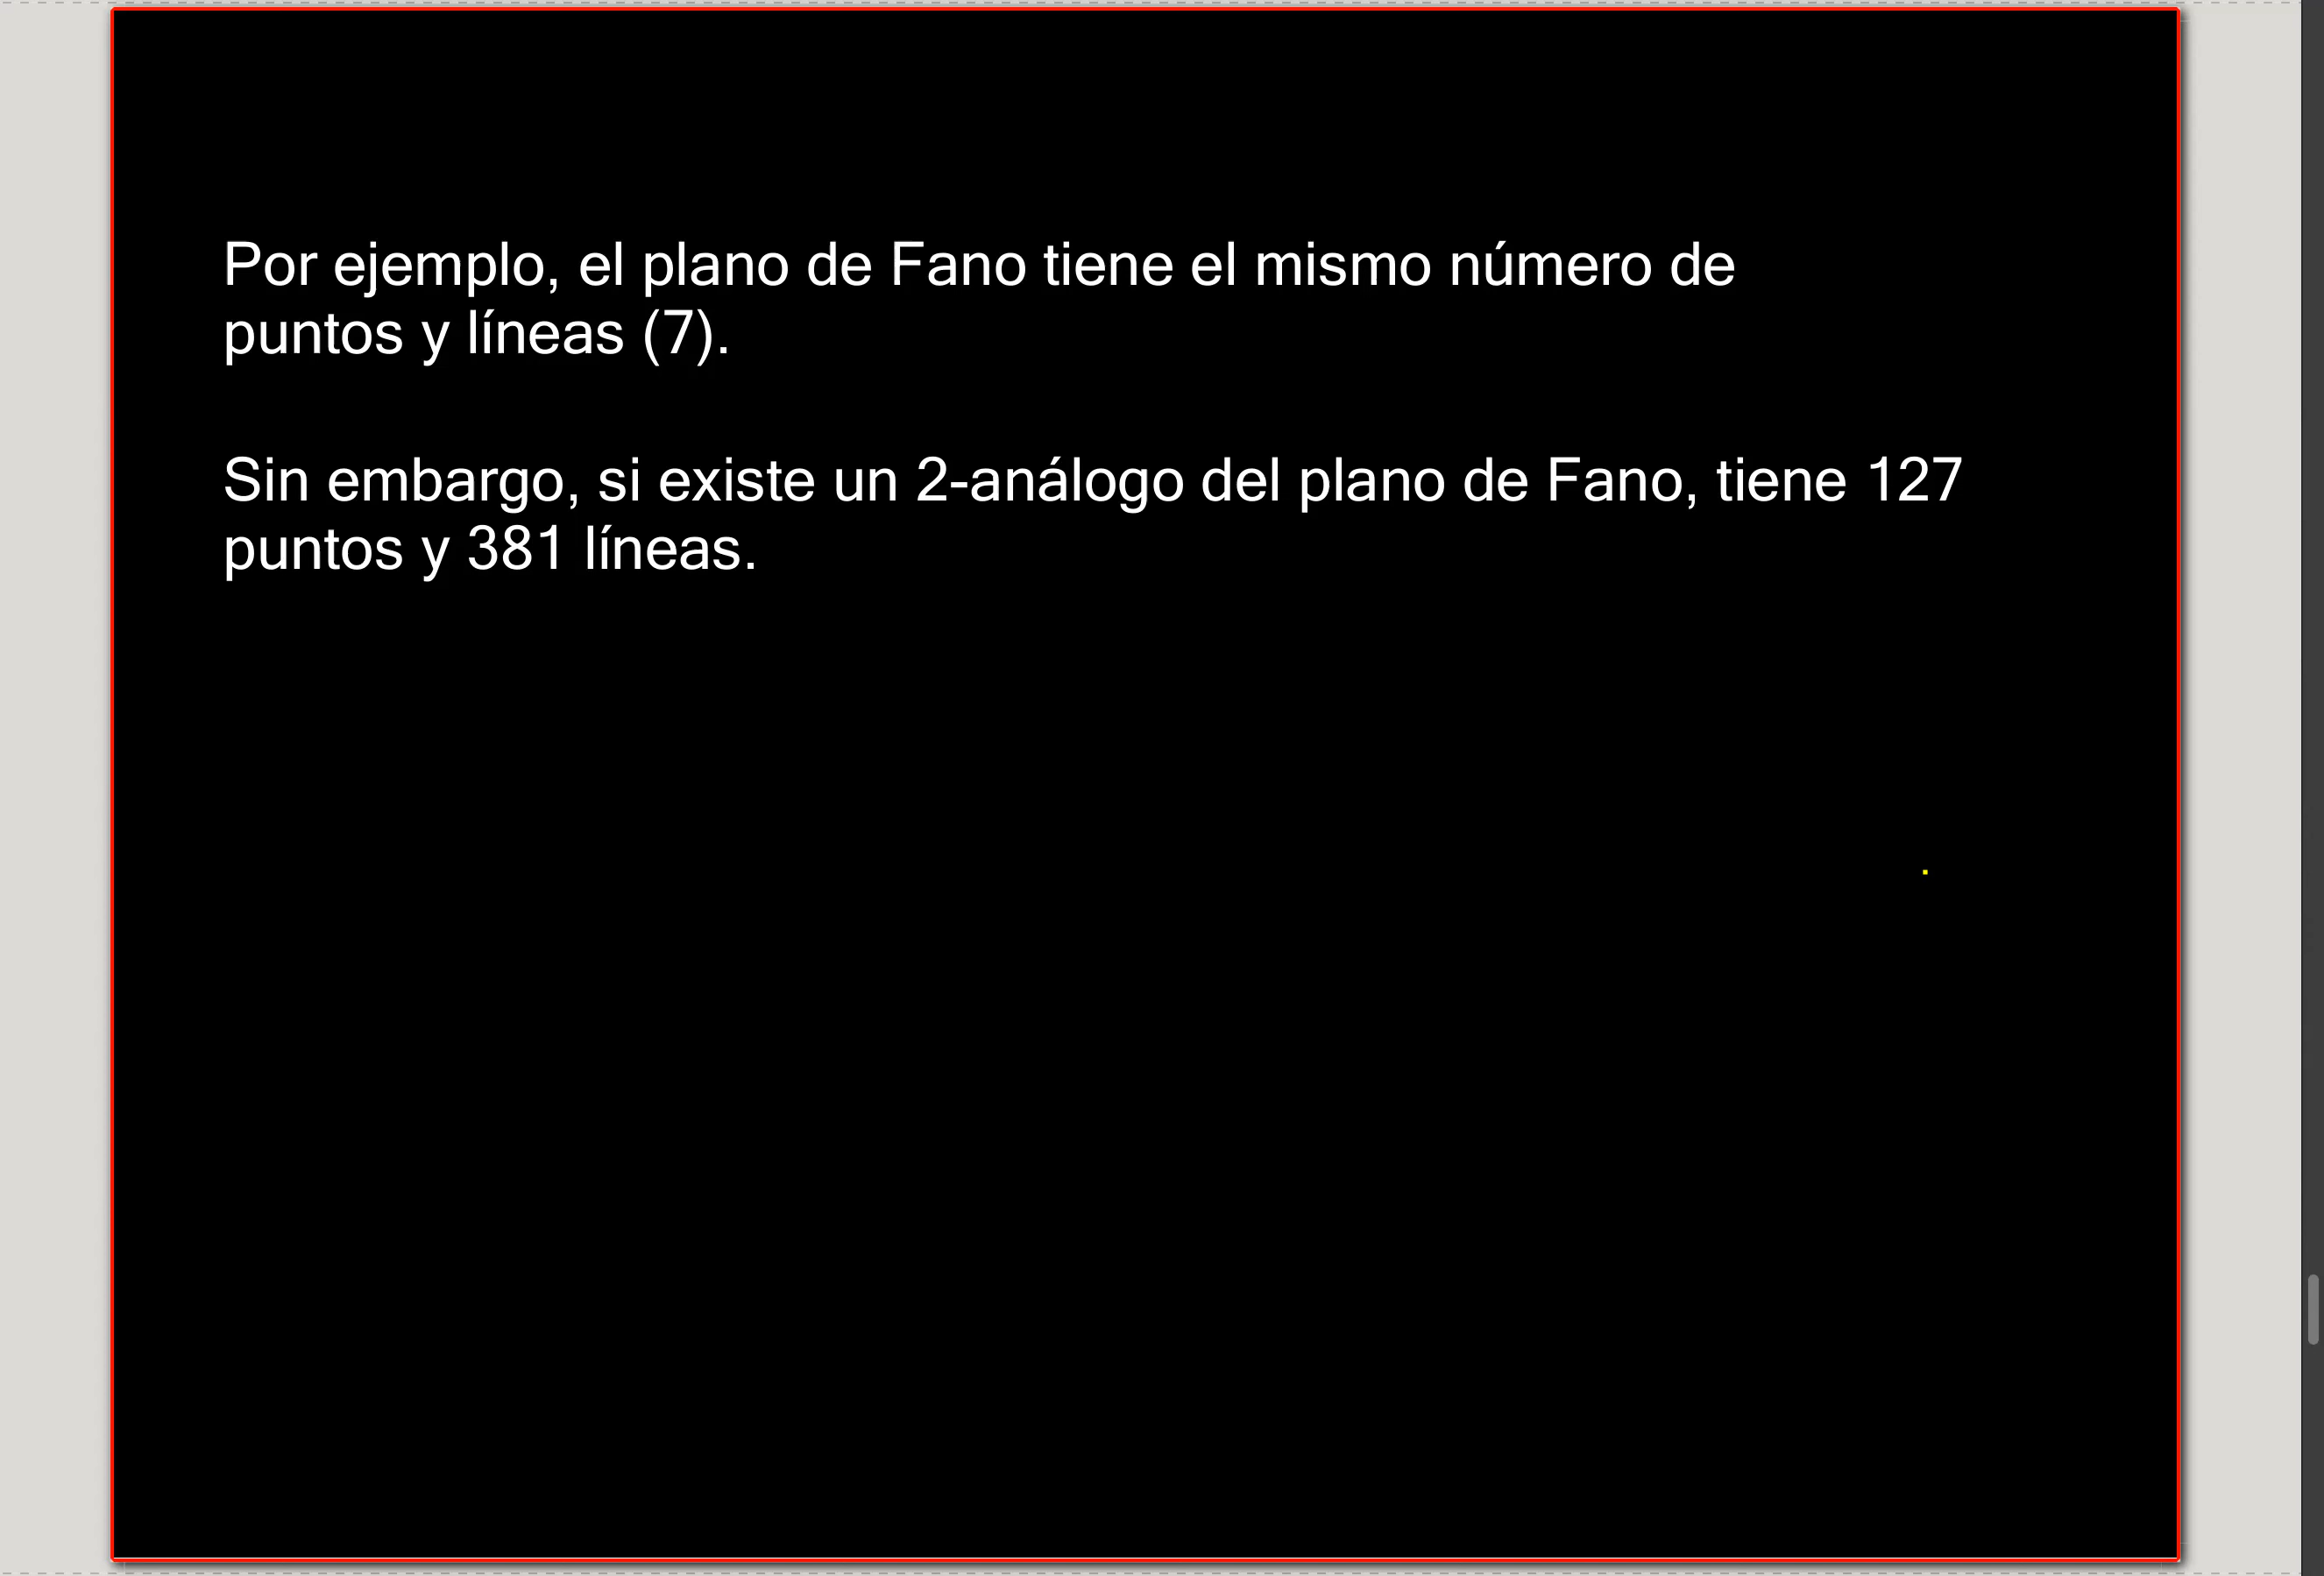 Por ejemplo, el plano de Fano tiene el mismo número de
puntos y líneas (7).
Sin embargo, si existe un 2-análogo del plano de Fano, tiene 127
puntos y 381 líneas.